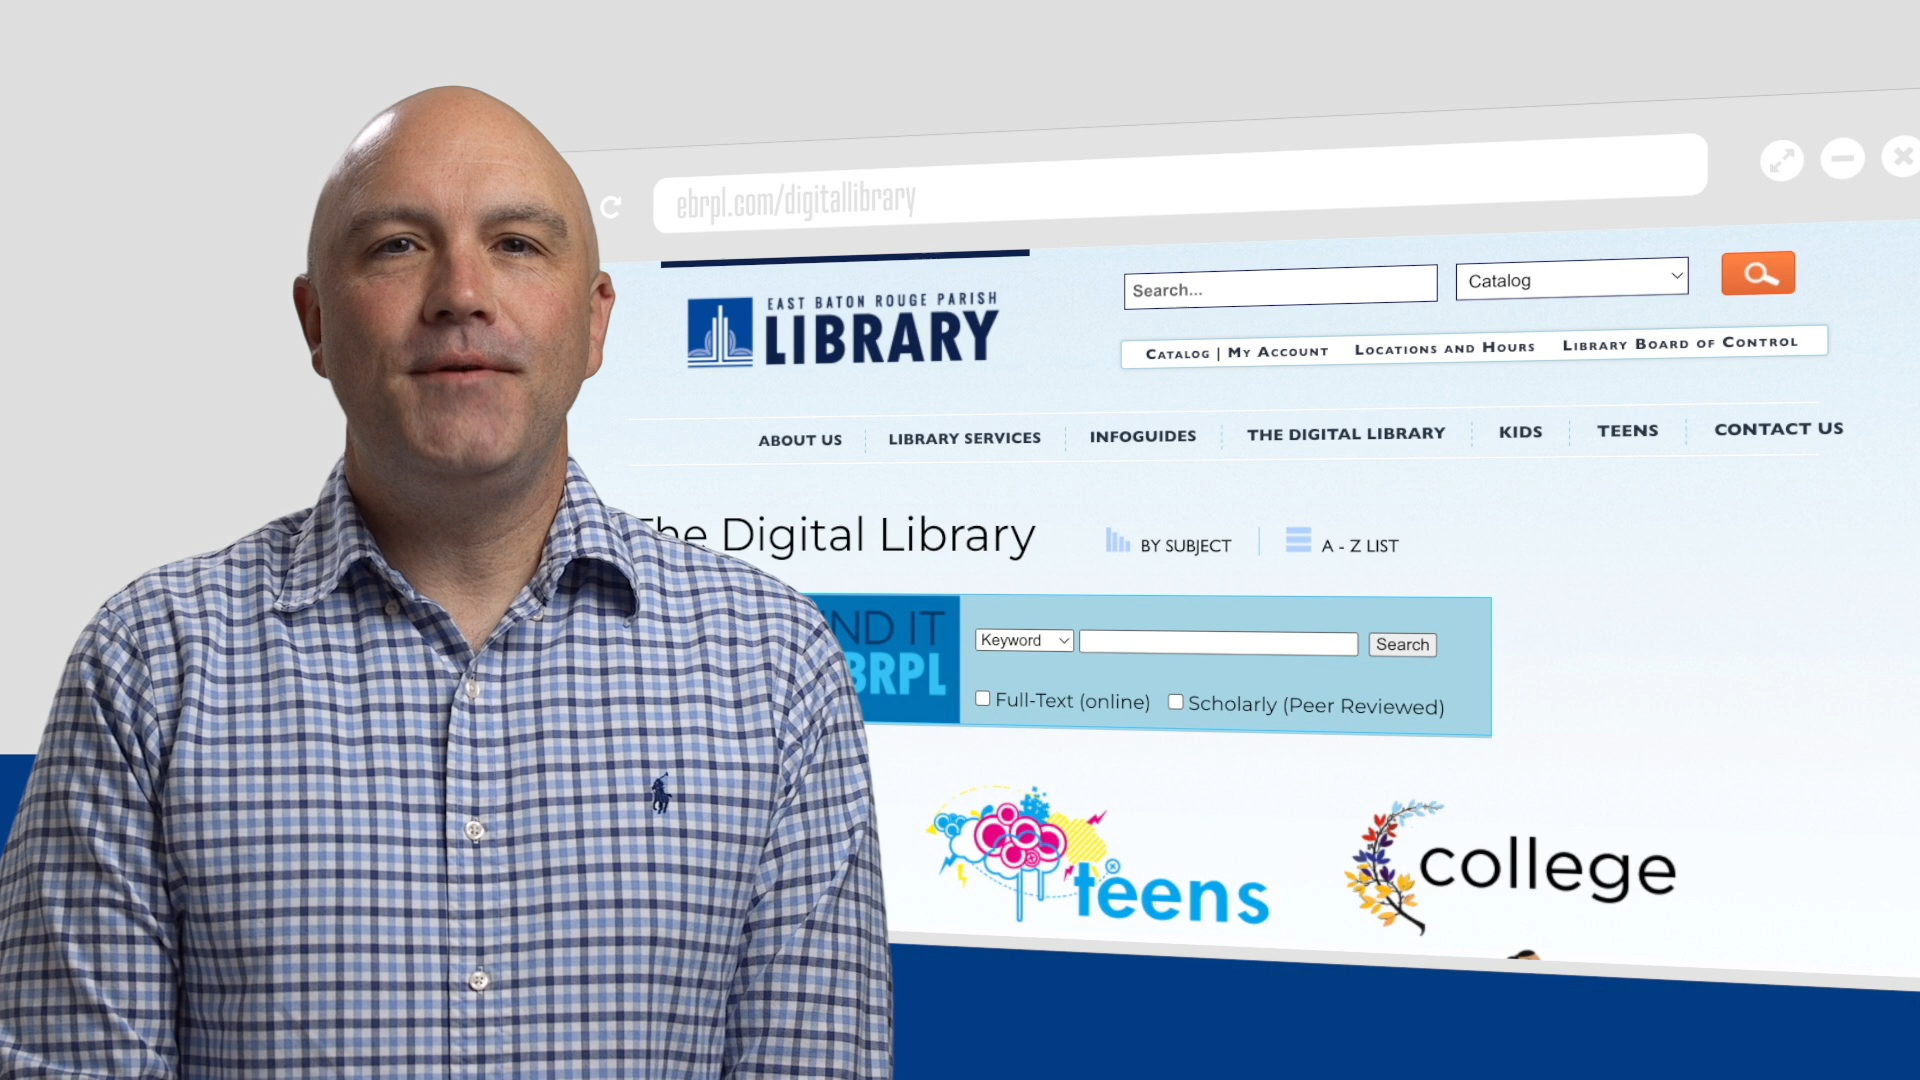 ebrpl.com/digitallibrary
EAST BATON ROUGE PARISH
LIBRARY
Search...
Catalog
CATALOG | MY ACCOUNT LOCATIONS AND HOURS LIBRARY BOARD OF CONTROL
ABOUT US LIBRARY SERVICES INFOGUIDES THE DIGITAL LIBRARY KIDS TEENS CONTACT US
The Digital Library
BY SUBJECT
A - Z LIST
ND IT
BRPL
Keyword
Search
Full-Text (online) Scholarly (Peer Reviewed)
teens
college